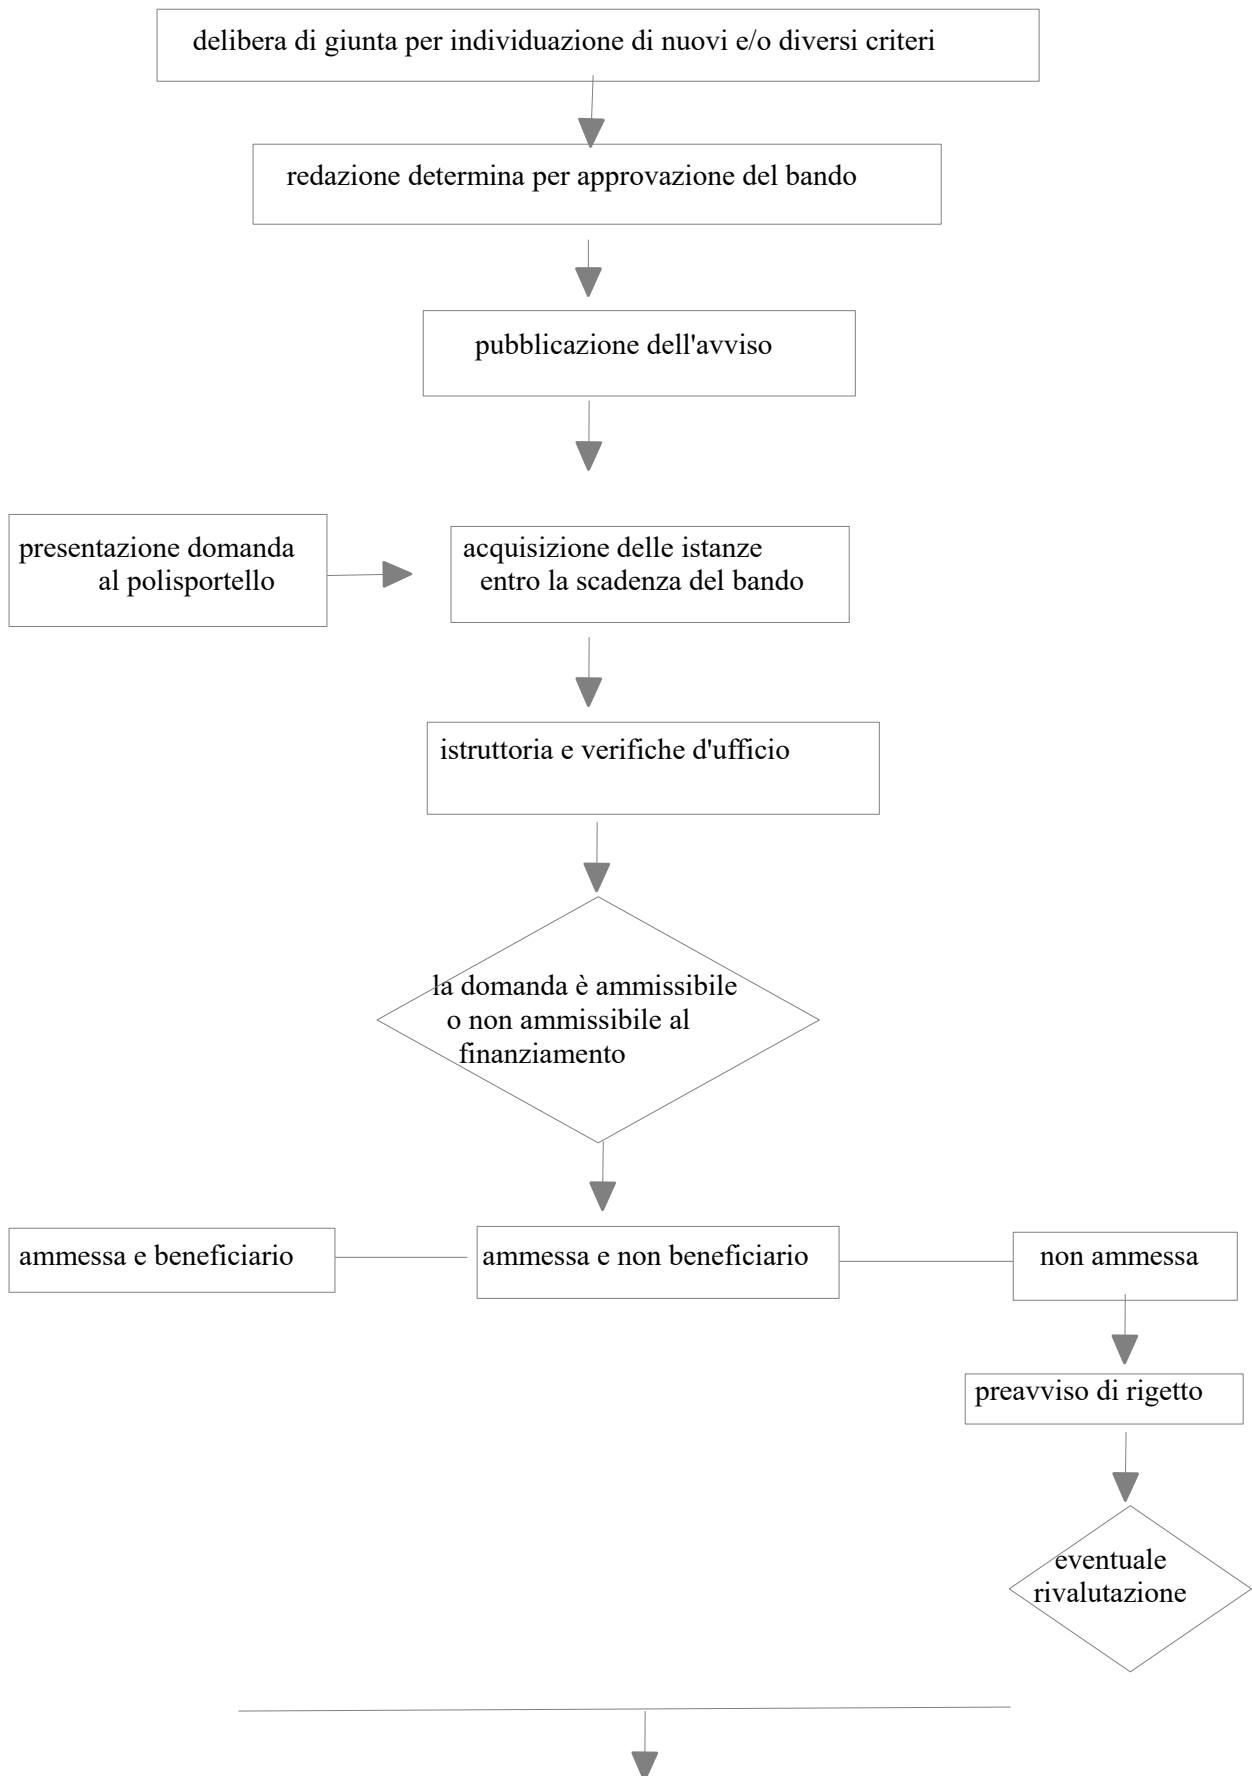 delibera di giunta per individuazione di nuovi e/o diversi criteri
redazione determina per approvazione del bando
pubblicazione dell'avviso
presentazione domanda
al polisportello
acquisizione delle istanze
entro la scadenza del bando
istruttoria e verifiche d'ufficio
la domanda è ammissibile
o non ammissibile al
finanziamento
ammessa e beneficiario
ammessa e non beneficiario
non ammessa
preavviso di rigetto
eventuale
rivalutazione